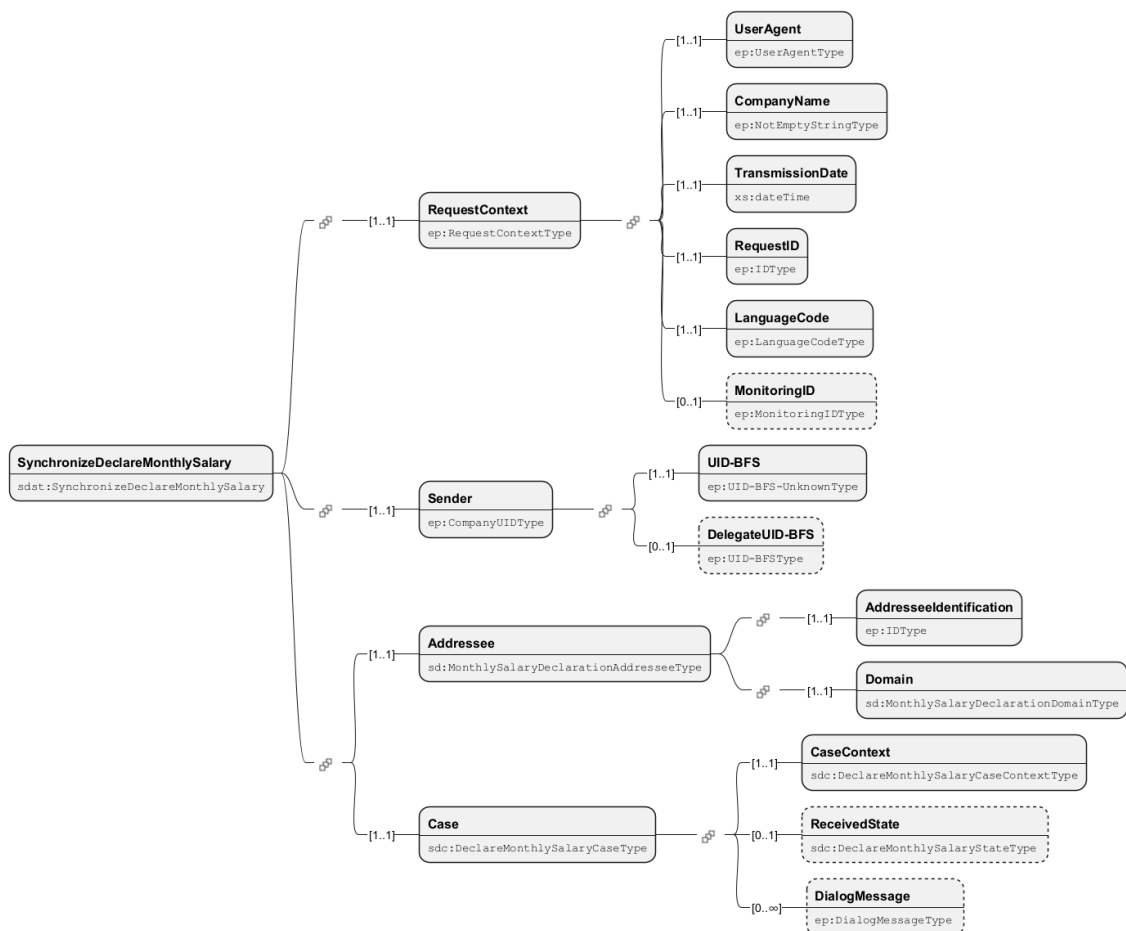 UserAgent
[1..1]
ep:UserAgentType
CompanyName
[1..1]
ep:NotEmptyStringType
TransmissionDate
[1..1]
xs:dateTime
RequestContext
[1..1]
ep:RequestContextType
RequestID
[1..1]
ep:IDType
LanguageCode
[1..1]
ep:LanguageCodeType
MonitoringID
[0..1]
ep:MonitoringIDType
SynchronizeDeclareMonthlySalary
sdst:SynchronizeDeclareMonthlySalary
UID-BFS
[1..1]
ep:UID-BFS-UnknownType
Sender
[1..1]
ep:CompanyUIDType
DelegateUID-BFS
[0..1]
ep:UID-BFSType
AddresseeIdentification
[1..1]
ep:IDType
Addressee
[1..1]
sd:MonthlySalaryDeclarationAddresseeType
Domain
[1..1]
sd:MonthlySalaryDeclarationDomainType
CaseContext
[1..1]
sdc:DeclareMonthlySalaryCaseContextType
Case
[1..1]
sdc:DeclareMonthlySalaryCaseType
ReceivedState
[0..1]
sdc:DeclareMonthlySalaryStateType
DialogMessage
[0..∞]
ep:DialogMessageType